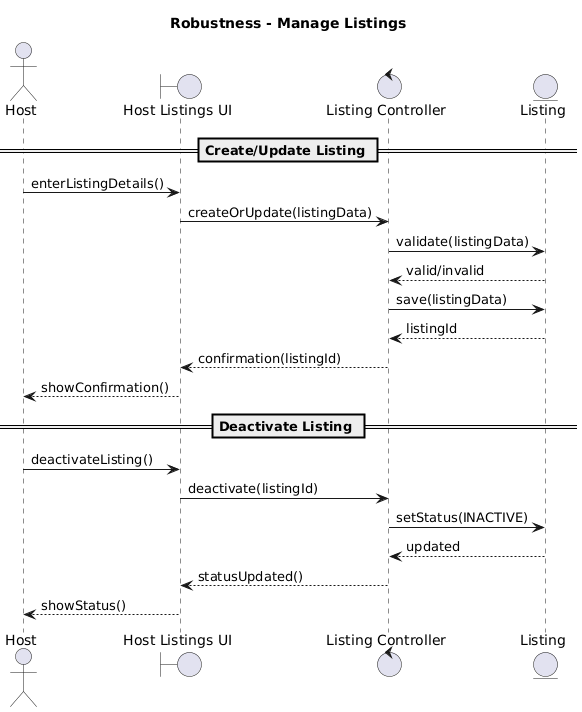 Robustness - Manage Listings
Host
Host Listings UI
Listing Controller
Listing
Create/Update Listing
enterListingDetails()
createOrUpdate(listingData)
validate(listingData)
valid/invalid
save(listingData)
listingId
confirmation(listingId)
showConfirmation()
Deactivate Listing
deactivateListing()
deactivate(listingId)
setStatus(INACTIVE)
updated
statusUpdated()
showStatus()
Host
Host Listings UI
Listing Controller
Listing